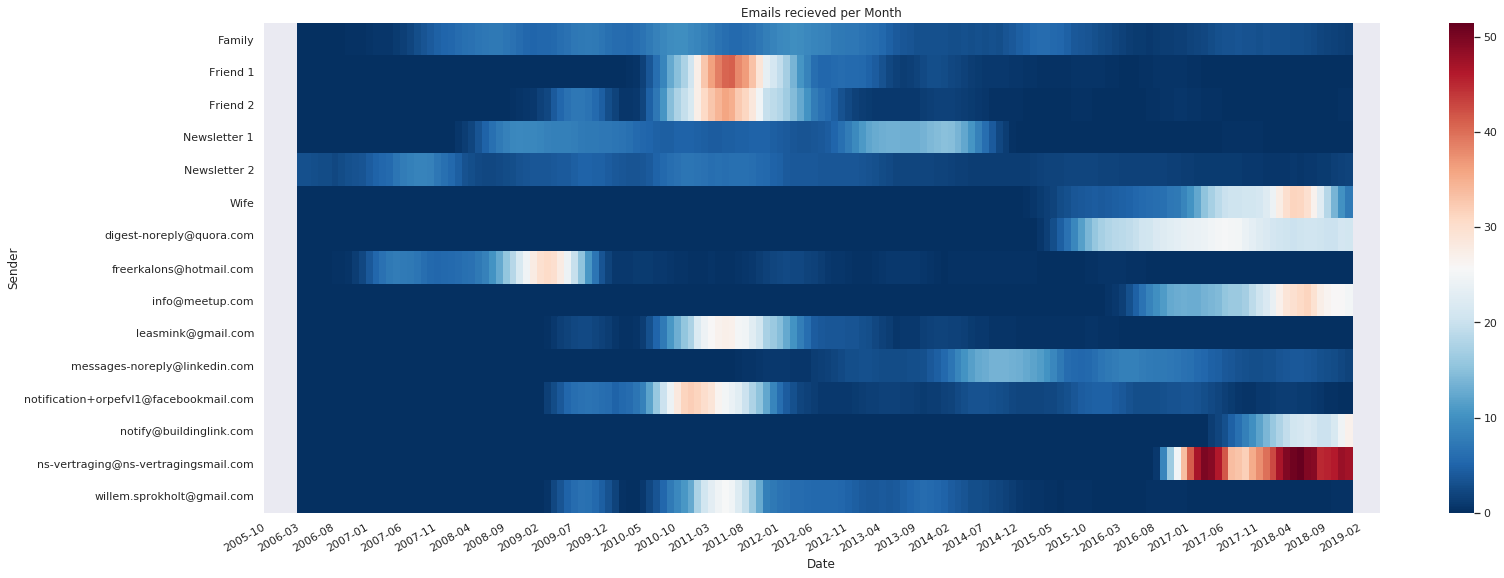 Emails recieved per Month
Sender
Family
Friend 1
Friend 2
Newsletter 1
Newsletter 2
Wife
digest-noreply@quora.com
freerkalons@hotmail.com
info@meetup.com
leasmink@gmail.com
messages-noreply@linkedin.com
notification+orpefvl1@facebookmail.com
notify@buildinglink.com
ns-vertraging@ns-vertragingsmail.com
willem.sprokholt@gmail.com
50
40
30
20
10
0
2005-10 2006-03 2006-08 2007-01 2007-06 2007-11 2008-04 2008-09 2009-02 2009-07 2009-12 2010-05 2010-10 2011-03 2011-08 2012-01 2012-06 2012-11 2013-04 2013-09 2014-02 2014-07 2014-12 2015-05 2015-10 2016-03 2016-08 2017-01 2017-06 2017-11 2018-04 2018-09 2019-02
Date